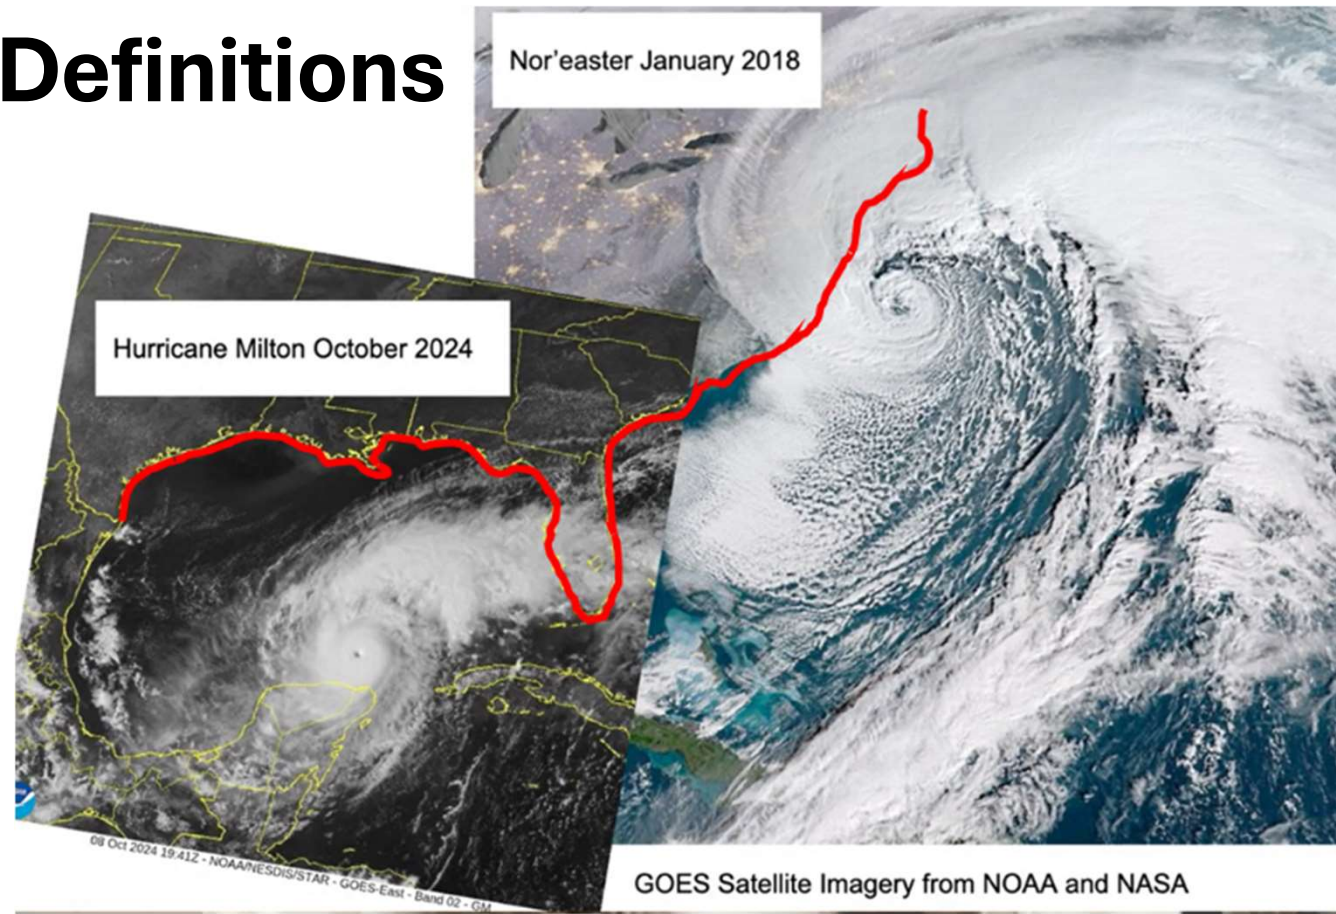 Definitions
Nor'easter January 2018
Hurricane Milton October 2024
08 Oct 2024 19:41Z - NOAA/NESDIS/STAR - GOES-East - Band 02 - GM
GOES Satellite Imagery from NOAA and NASA